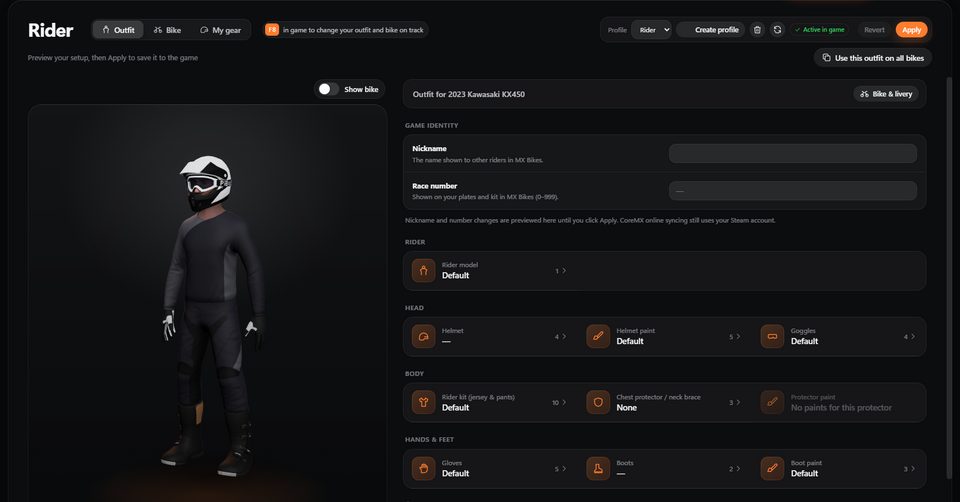 Rider
Outfit
Bike
My gear
F8 in game to change your outfit and bike on track
Profile
Rider
Create profile
Active in game
Revert
Apply
Preview your setup, then Apply to save it to the game
Use this outfit on all bikes
Show bike
Outfit for 2023 Kawasaki KX450
Bike & livery
GAME IDENTITY
Nickname
The name shown to other riders in MX Bikes.
Race number
Shown on your plates and kit in MX Bikes (0–999).
—
Nickname and number changes are previewed here until you click Apply. CoreMX online syncing still uses your Steam account.
RIDER
Rider model
Default
1
HEAD
Helmet
—
4
Helmet paint
Default
5
Goggles
Default
4
BODY
Rider kit (jersey & pants)
Default
10
Chest protector / neck brace
None
3
Protector paint
No paints for this protector
HANDS & FEET
Gloves
Default
5
Boots
—
2
Boot paint
Default
3